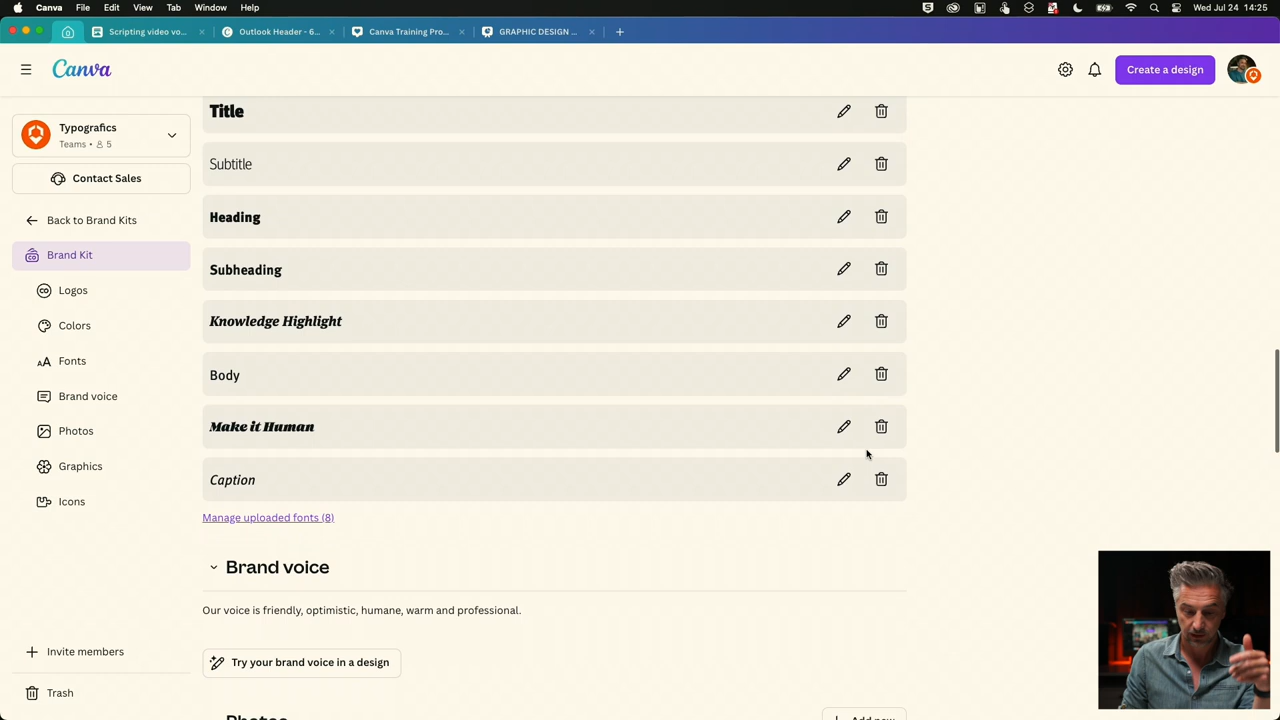 Canva File Edit View Tab Window Help Wed Jul 24 14:25
Scripting video vo... Outlook Header - 6... Canva Training Pro... GRAPHIC DESIGN ...
Canva Create a design
Typografics
Teams • 5
Contact Sales
Back to Brand Kits
Brand Kit
Logos
Colors
Fonts
Brand voice
Photos
Graphics
Icons
Invite members
Trash
Title
Subtitle
Heading
Subheading
Knowledge Highlight
Body
Make it Human
Caption
Manage uploaded fonts (8)
Brand voice
Our voice is friendly, optimistic, humane, warm and professional.
Try your brand voice in a design
Photos Add new